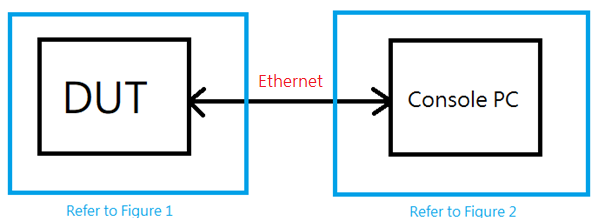 Ethernet
DUT
Console PC
Refer to Figure 1
Refer to Figure 2